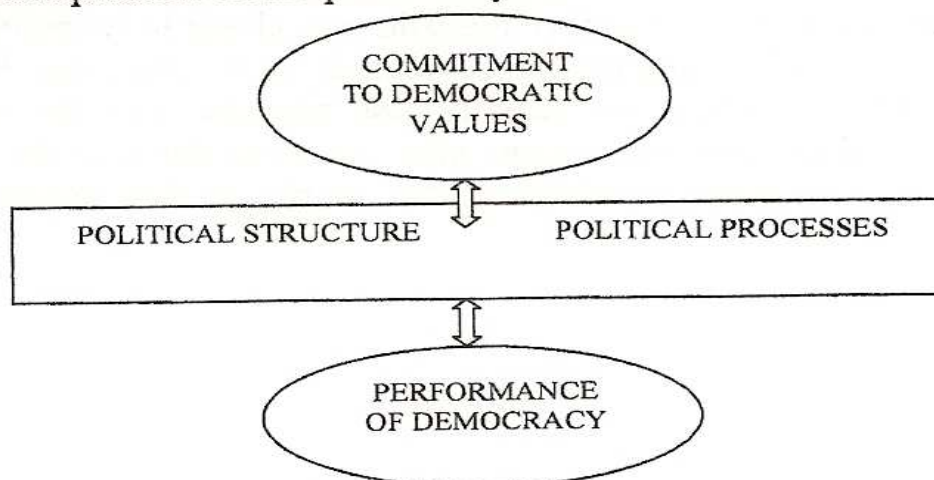 COMMITMENT
TO DEMOCRATIC
VALUES
POLITICAL STRUCTURE POLITICAL PROCESSES
PERFORMANCE
OF DEMOCRACY